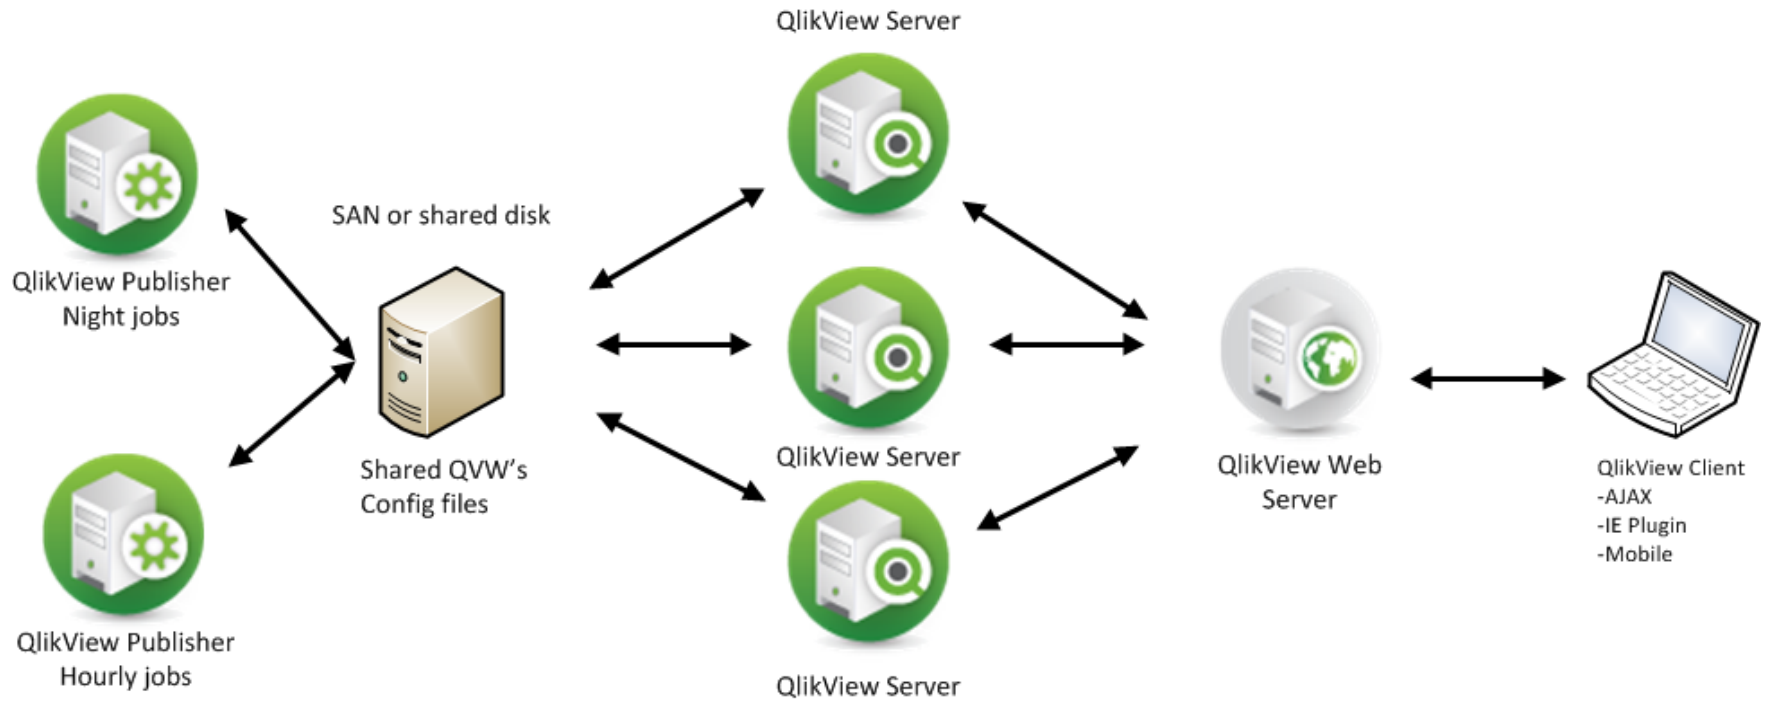 QlikView Server
SAN or shared disk
QlikView Publisher
Night jobs
Shared QVW's
Config files
QlikView Server
QlikView Web
Server
QlikView Client
-AJAX
-IE Plugin
-Mobile
QlikView Publisher
Hourly jobs
QlikView Server